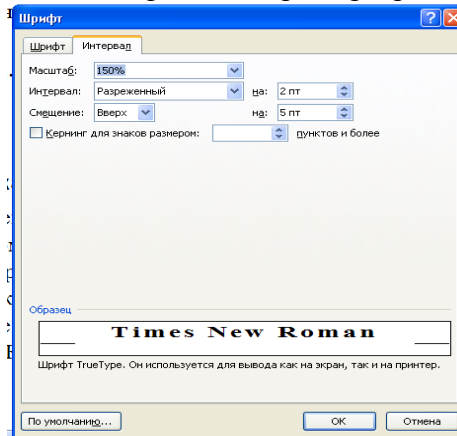 Шрифт
Шрифт Интервал
Масштаб: 150%
Интервал: Разреженный на: 2 пт
Смещение: Вверх на: 5 пт
Кернинг для знаков размером: пунктов и более
Образец
Times New Roman
Шрифт TrueType. Он используется для вывода как на экран, так и на принтер.
По умолчанию... ОК Отмена